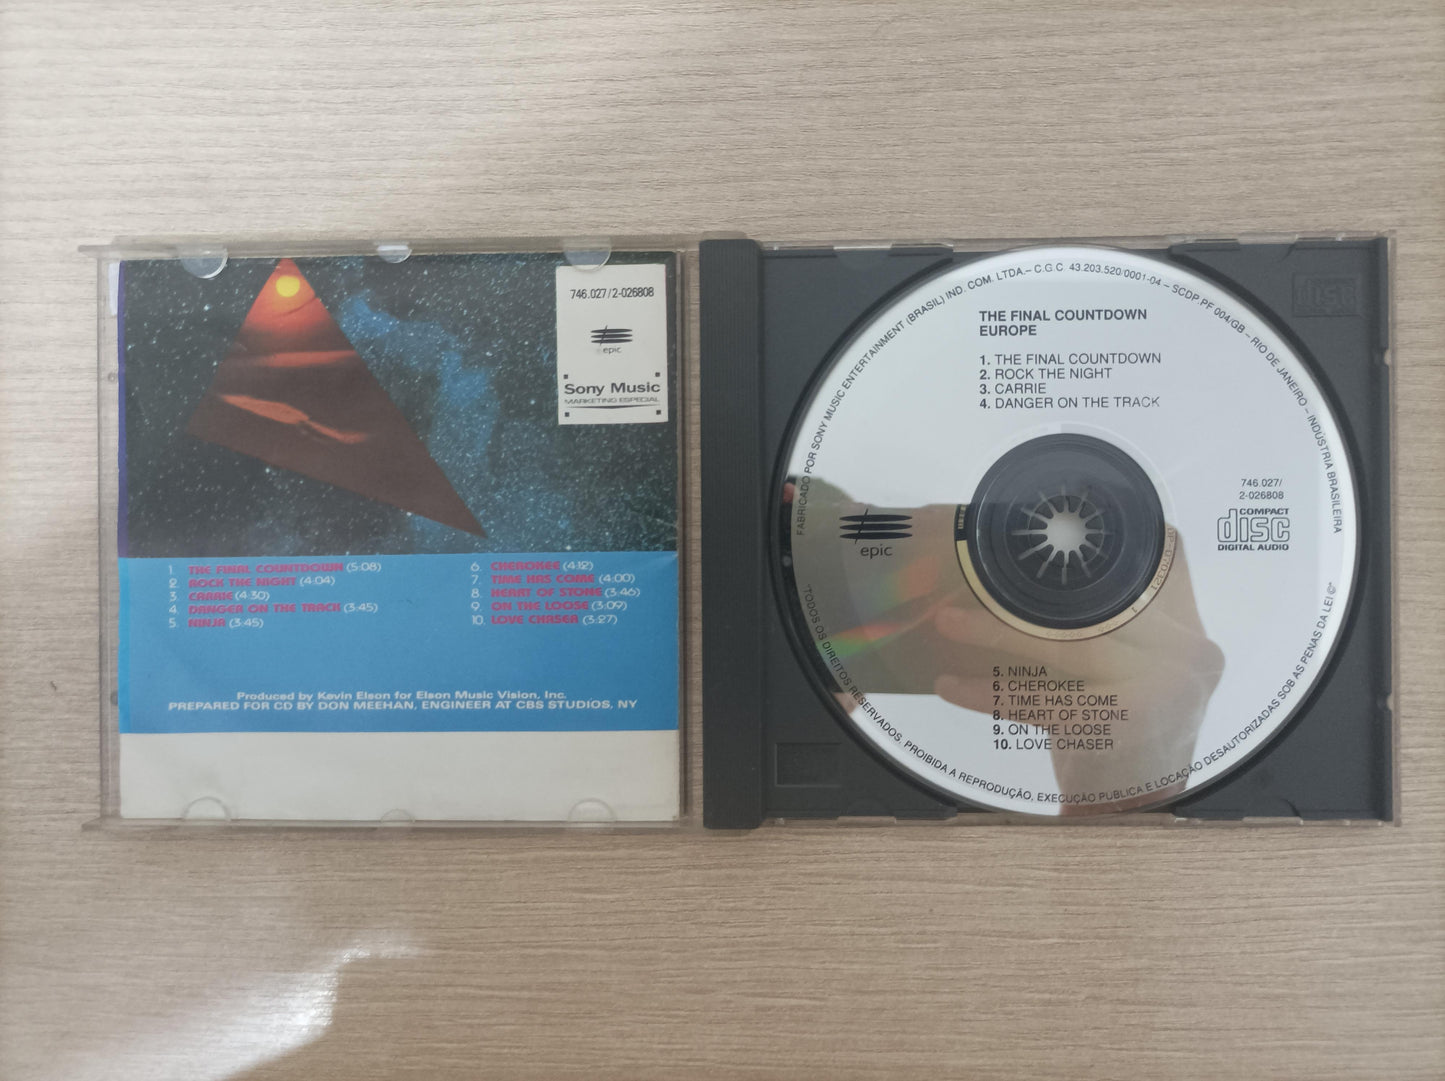 746.027/2-026808
epic
Sony Music
MARKETING ESPECIAL
1. THE FINAL COUNTDOWN (5:08)
2. ROCK THE NIGHT (4:04)
3. CARRIE (4:30)
4. DANGER ON THE TRACK (3:45)
5. NINJA (3:45)
6. CHEROKEE (4:12)
7. TIME HAS COME (4:00)
8. HEART OF STONE (3:46)
9. ON THE LOOSE (3:09)
10. LOVE CHASER (3:27)
Produced by Kevin Elson for Elson Music Vision, Inc.
PREPARED FOR CD BY DON MEEHAN, ENGINEER AT CBS STUDIOS, NY
FABRICADO POR SONY MUSIC ENTERTAINMENT (BRASIL) IND. COM. LTDA.– C.G.C. 43.203.520/0001-04 – SCDP.PF 004/GB – RIO DE JANEIRO – INDÚSTRIA BRASILEIRA
THE FINAL COUNTDOWN
EUROPE
1. THE FINAL COUNTDOWN
2. ROCK THE NIGHT
3. CARRIE
4. DANGER ON THE TRACK
746.027/
2-026808
COMPACT
disc
DIGITAL AUDIO
epic
5. NINJA
6. CHEROKEE
7. TIME HAS COME
8. HEART OF STONE
9. ON THE LOOSE
10. LOVE CHASER
"TODOS OS DIREITOS RESERVADOS. PROIBIDA A REPRODUÇÃO, EXECUÇÃO PUBLICA E LOCAÇÃO DESAUTORIZADAS SOB AS PENAS DA LEI ©"
disc